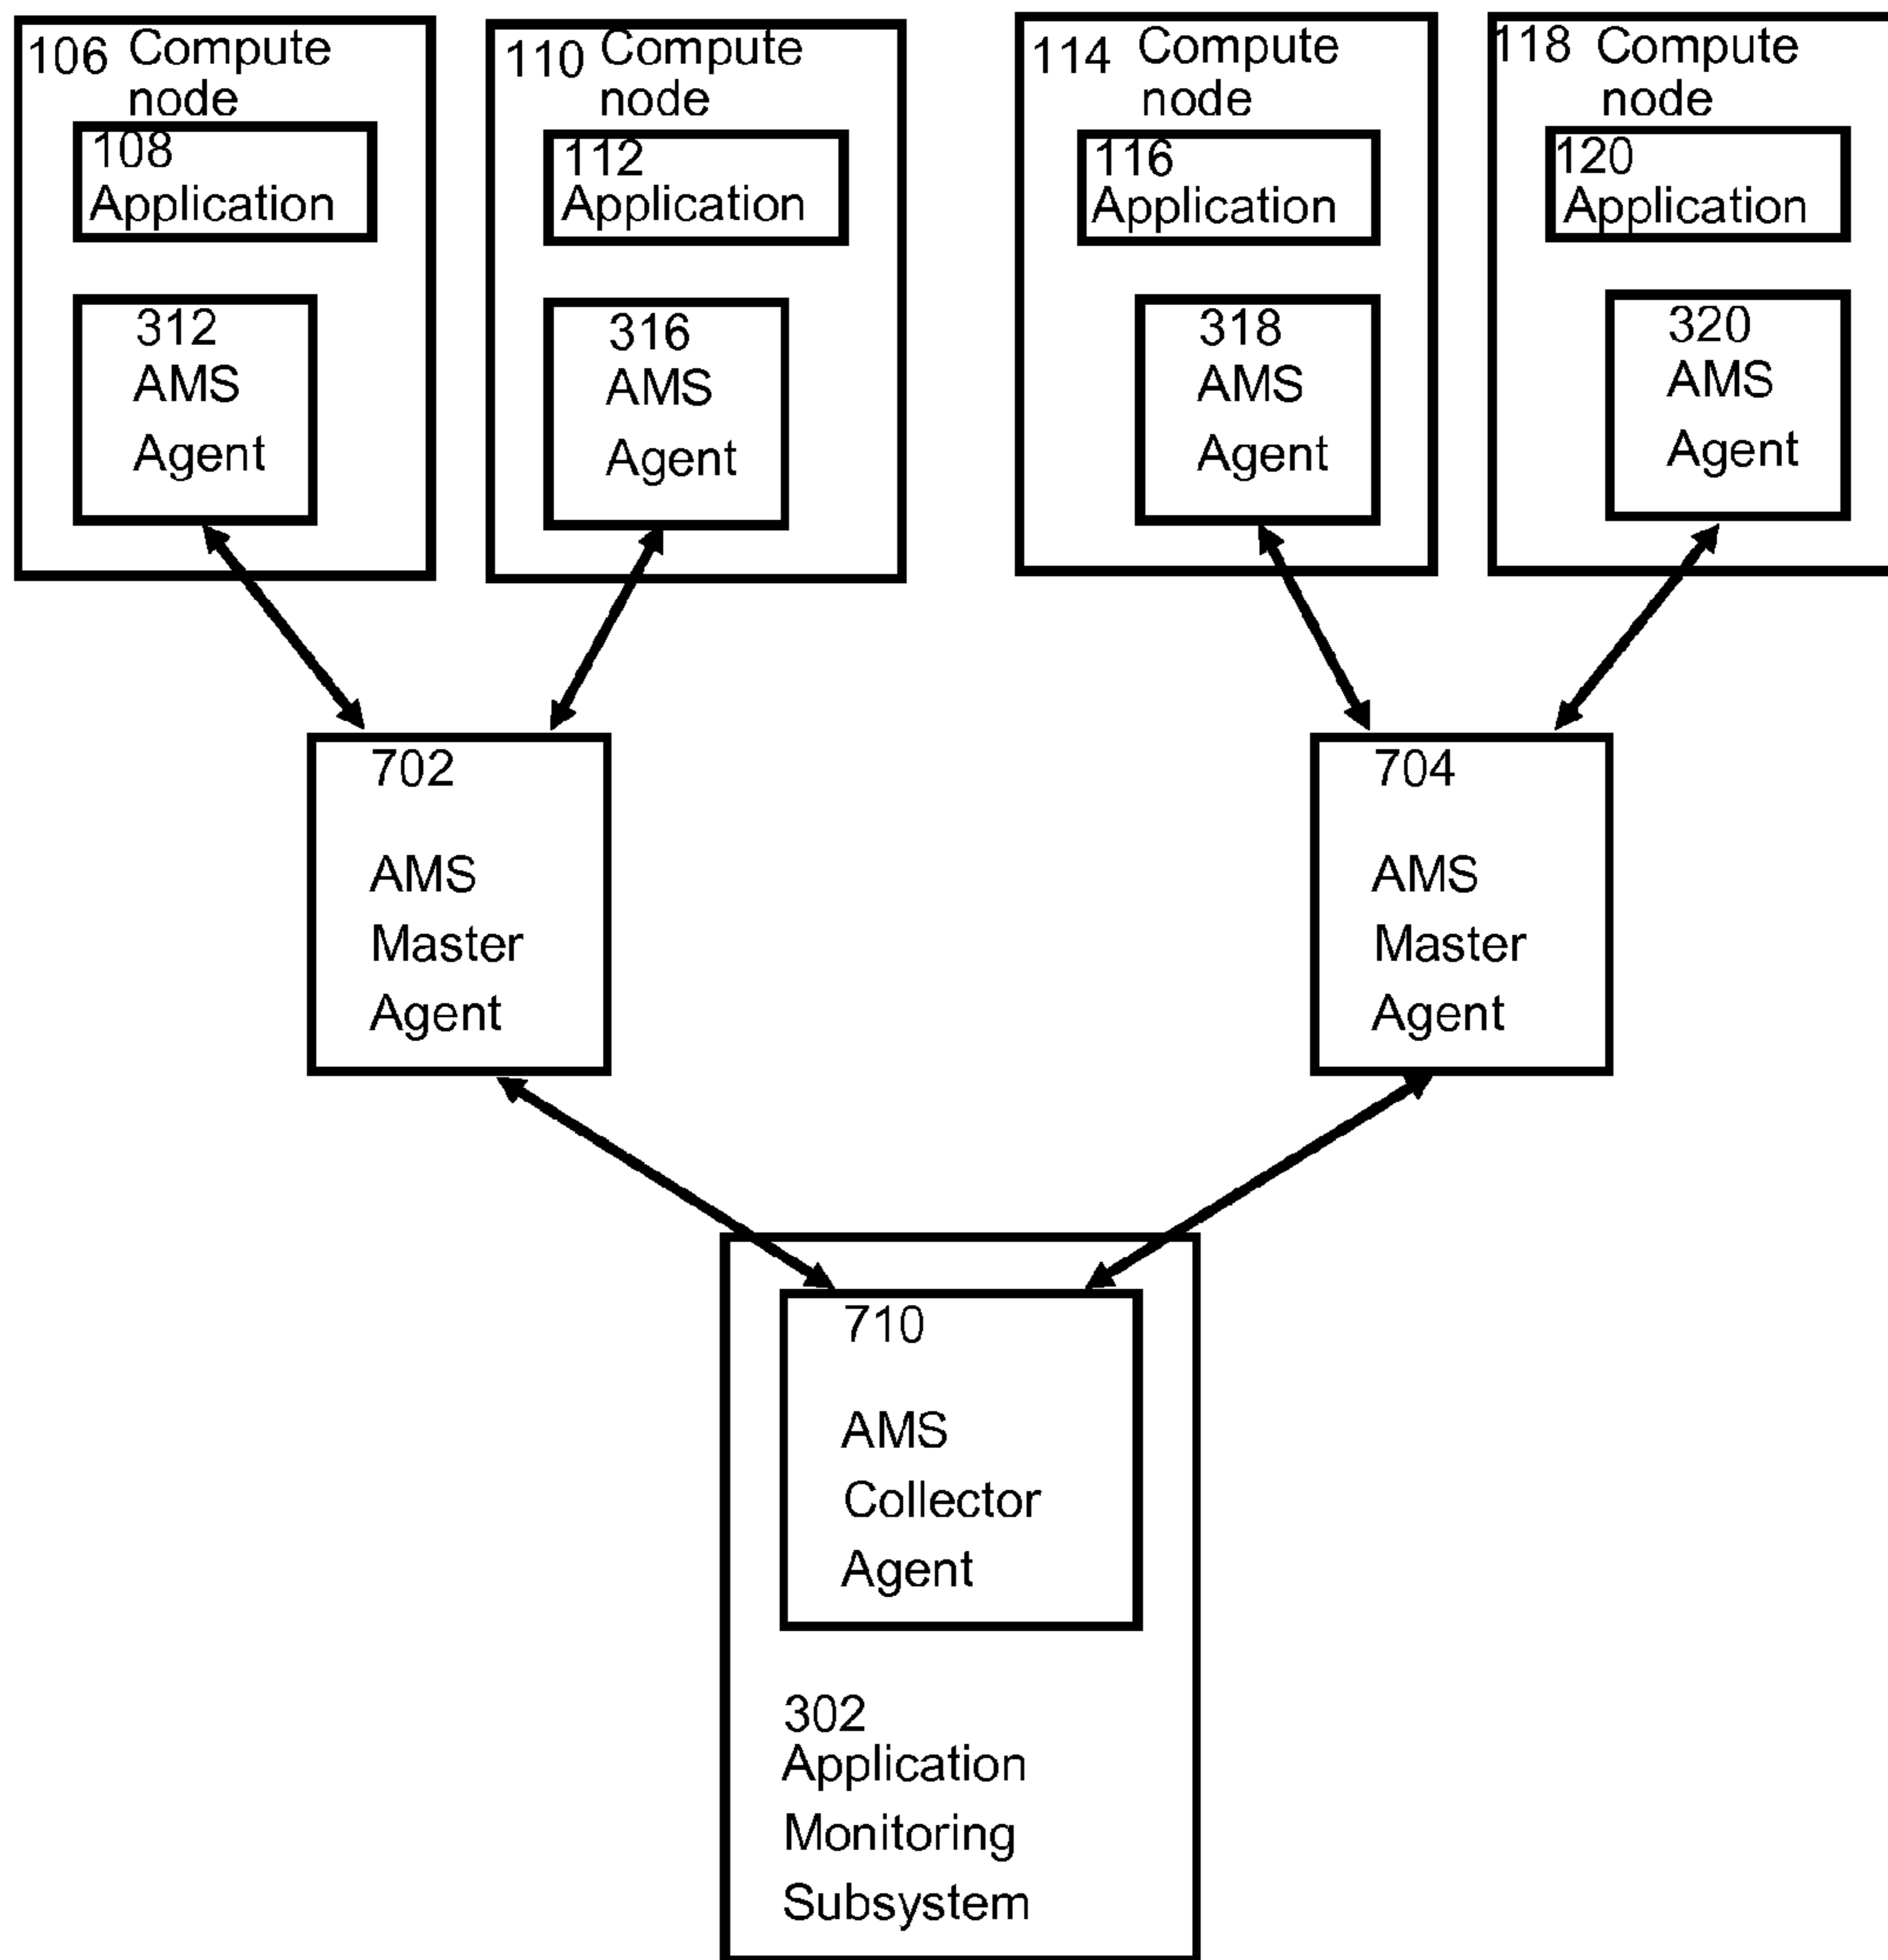 106 Compute
node
108
Application
312
AMS
Agent
110 Compute
node
112
Application
316
AMS
Agent
114 Compute
node
116
Application
318
AMS
Agent
118 Compute
node
120
Application
320
AMS
Agent
702
AMS
Master
Agent
704
AMS
Master
Agent
710
AMS
Collector
Agent
302
Application
Monitoring
Subsystem